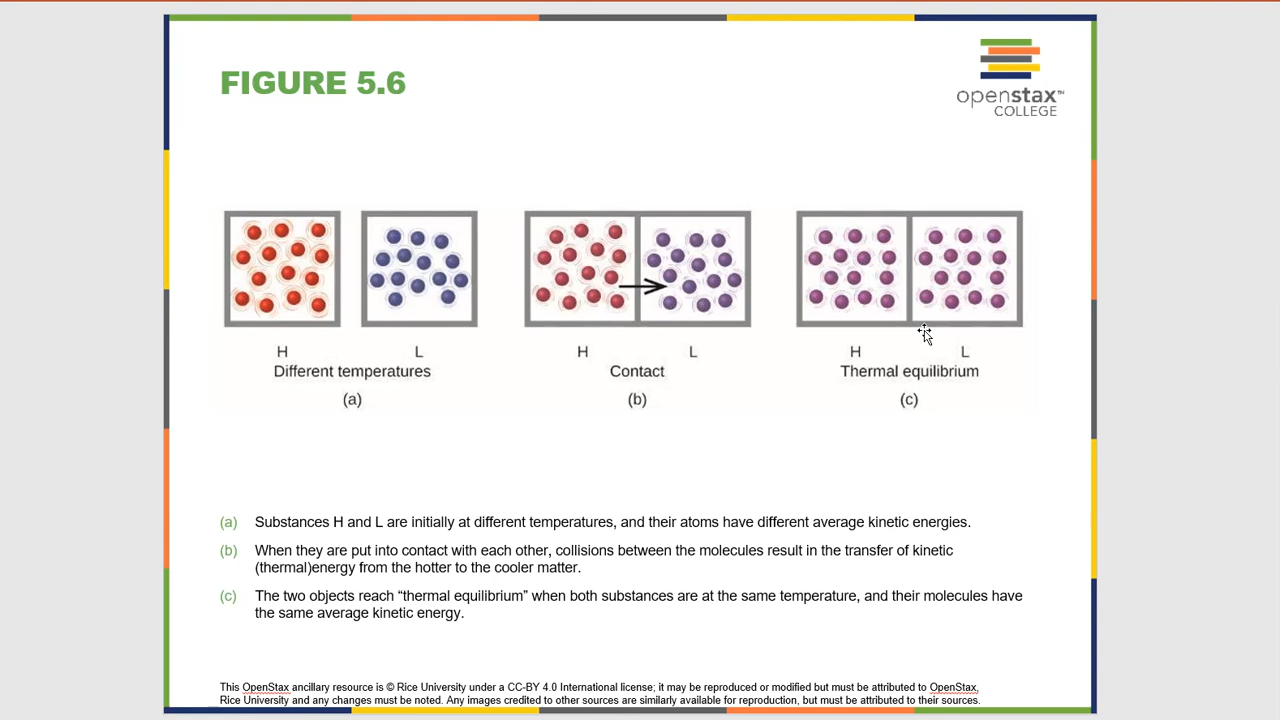 FIGURE 5.6
openstax™
COLLEGE
H L H L H L
Different temperatures Contact Thermal equilibrium
(a) (b) (c)
(a) Substances H and L are initially at different temperatures, and their atoms have different average kinetic energies.
(b) When they are put into contact with each other, collisions between the molecules result in the transfer of kinetic
(thermal)energy from the hotter to the cooler matter.
(c) The two objects reach “thermal equilibrium” when both substances are at the same temperature, and their molecules have
the same average kinetic energy.
This OpenStax ancillary resource is © Rice University under a CC-BY 4.0 International license; it may be reproduced or modified but must be attributed to OpenStax,
Rice University and any changes must be noted. Any images credited to other sources are similarly available for reproduction, but must be attributed to their sources.